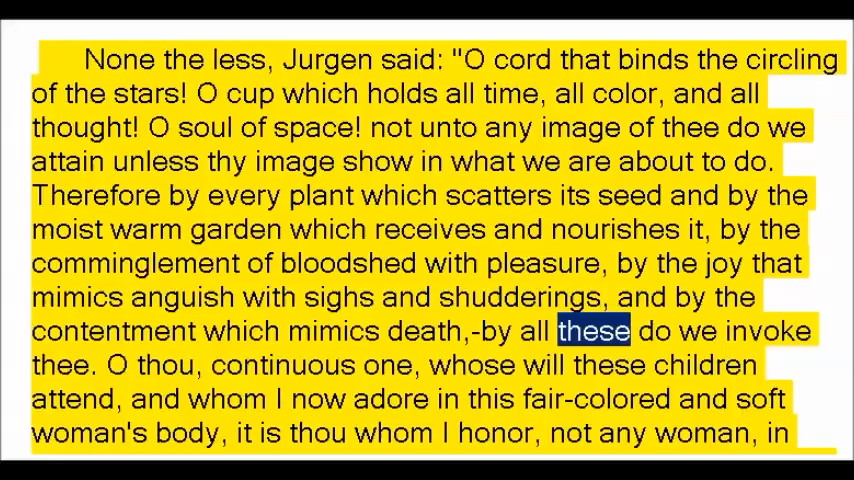 None the less, Jurgen said: "O cord that binds the circling
of the stars! O cup which holds all time, all color, and all
thought! O soul of space! not unto any image of thee do we
attain unless thy image show in what we are about to do.
Therefore by every plant which scatters its seed and by the
moist warm garden which receives and nourishes it, by the
comminglement of bloodshed with pleasure, by the joy that
mimics anguish with sighs and shudderings, and by the
contentment which mimics death,-by all these do we invoke
thee. O thou, continuous one, whose will these children
attend, and whom I now adore in this fair-colored and soft
woman's body, it is thou whom I honor, not any woman, in